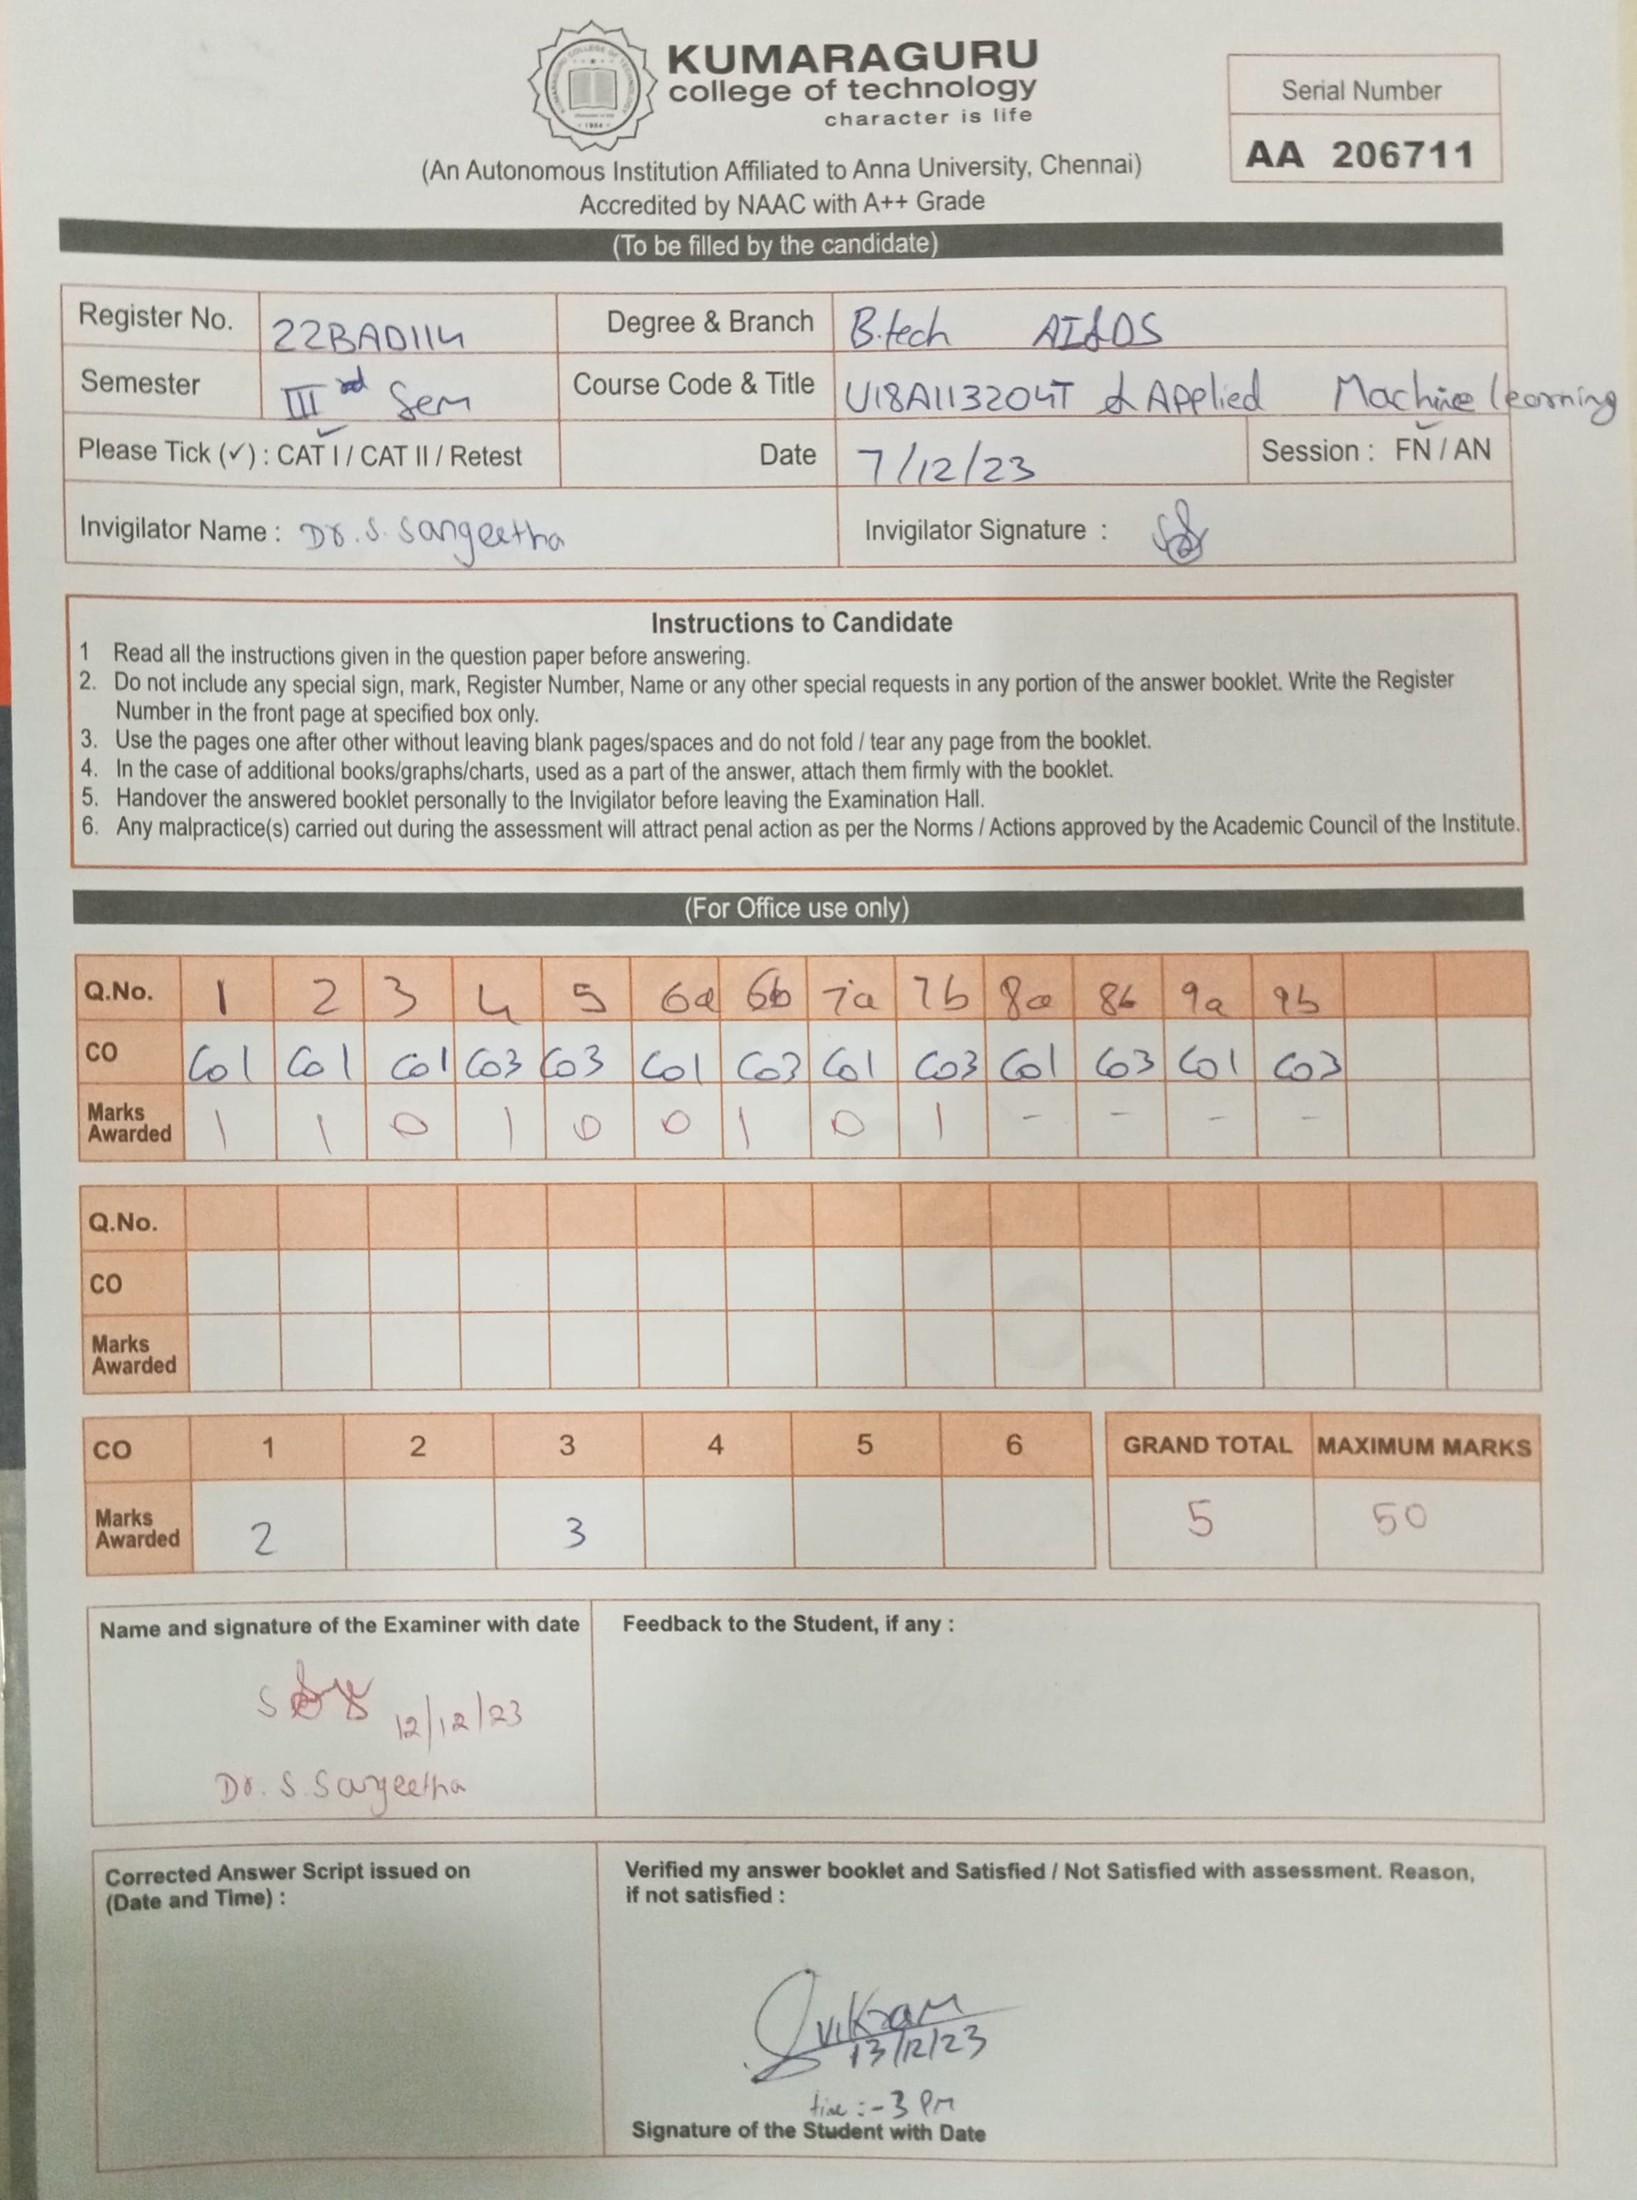 KUMARAGURU
college of technology
character is life
Serial Number
AA 206711
(An Autonomous Institution Affiliated to Anna University, Chennai)
Accredited by NAAC with A++ Grade
(To be filled by the candidate)
Register No. 22BAD114 Degree & Branch B.tech AI&DS
Semester III rd Sem Course Code & Title U18AII3204T & Applied Machine learning
Please Tick (✓) : CAT I / CAT II / Retest Date 7/12/23 Session : FN / AN
Invigilator Name : Dr. S. Sangeetha Invigilator Signature :
Instructions to Candidate
1 Read all the instructions given in the question paper before answering.
2. Do not include any special sign, mark, Register Number, Name or any other special requests in any portion of the answer booklet. Write the Register
Number in the front page at specified box only.
3. Use the pages one after other without leaving blank pages/spaces and do not fold / tear any page from the booklet.
4. In the case of additional books/graphs/charts, used as a part of the answer, attach them firmly with the booklet.
5. Handover the answered booklet personally to the Invigilator before leaving the Examination Hall.
6. Any malpractice(s) carried out during the assessment will attract penal action as per the Norms / Actions approved by the Academic Council of the Institute.
(For Office use only)
Q.No. 1 2 3 4 5 6a 6b 7a 7b 8a 8b 9a 9b
CO Co1 Co1 Co1 Co3 Co3 Co1 Co3 Co1 Co3 Co1 Co3 Co1 Co3
Marks Awarded 1 1 0 1 0 0 1 0 1 - - - -
Q.No.
CO
Marks Awarded
CO 1 2 3 4 5 6 GRAND TOTAL MAXIMUM MARKS
Marks Awarded 2 3 5 50
Name and signature of the Examiner with date
12/12/23
Dr. S. Sangeetha
Feedback to the Student, if any :
Corrected Answer Script issued on
(Date and Time) :
Verified my answer booklet and Satisfied / Not Satisfied with assessment. Reason,
if not satisfied :
Vikram
13/12/23
time :- 3 PM
Signature of the Student with Date